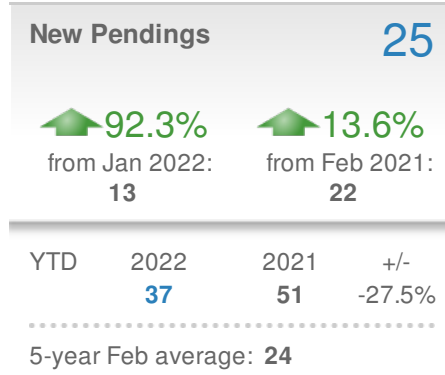 New Pendings 25
92.3% 13.6%
from Jan 2022: from Feb 2021:
13 22
YTD 2022 2021 +/-
37 51 -27.5%
5-year Feb average: 24